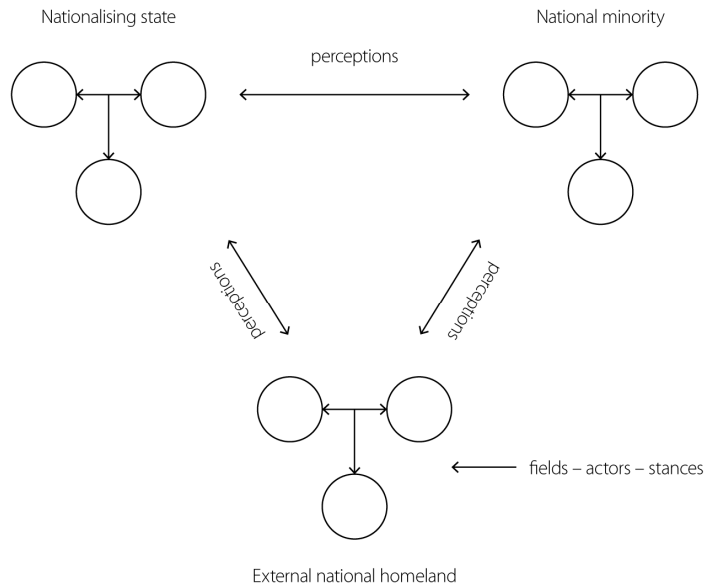 Nationalising state
National minority
perceptions
perceptions
perceptions
fields – actors – stances
External national homeland